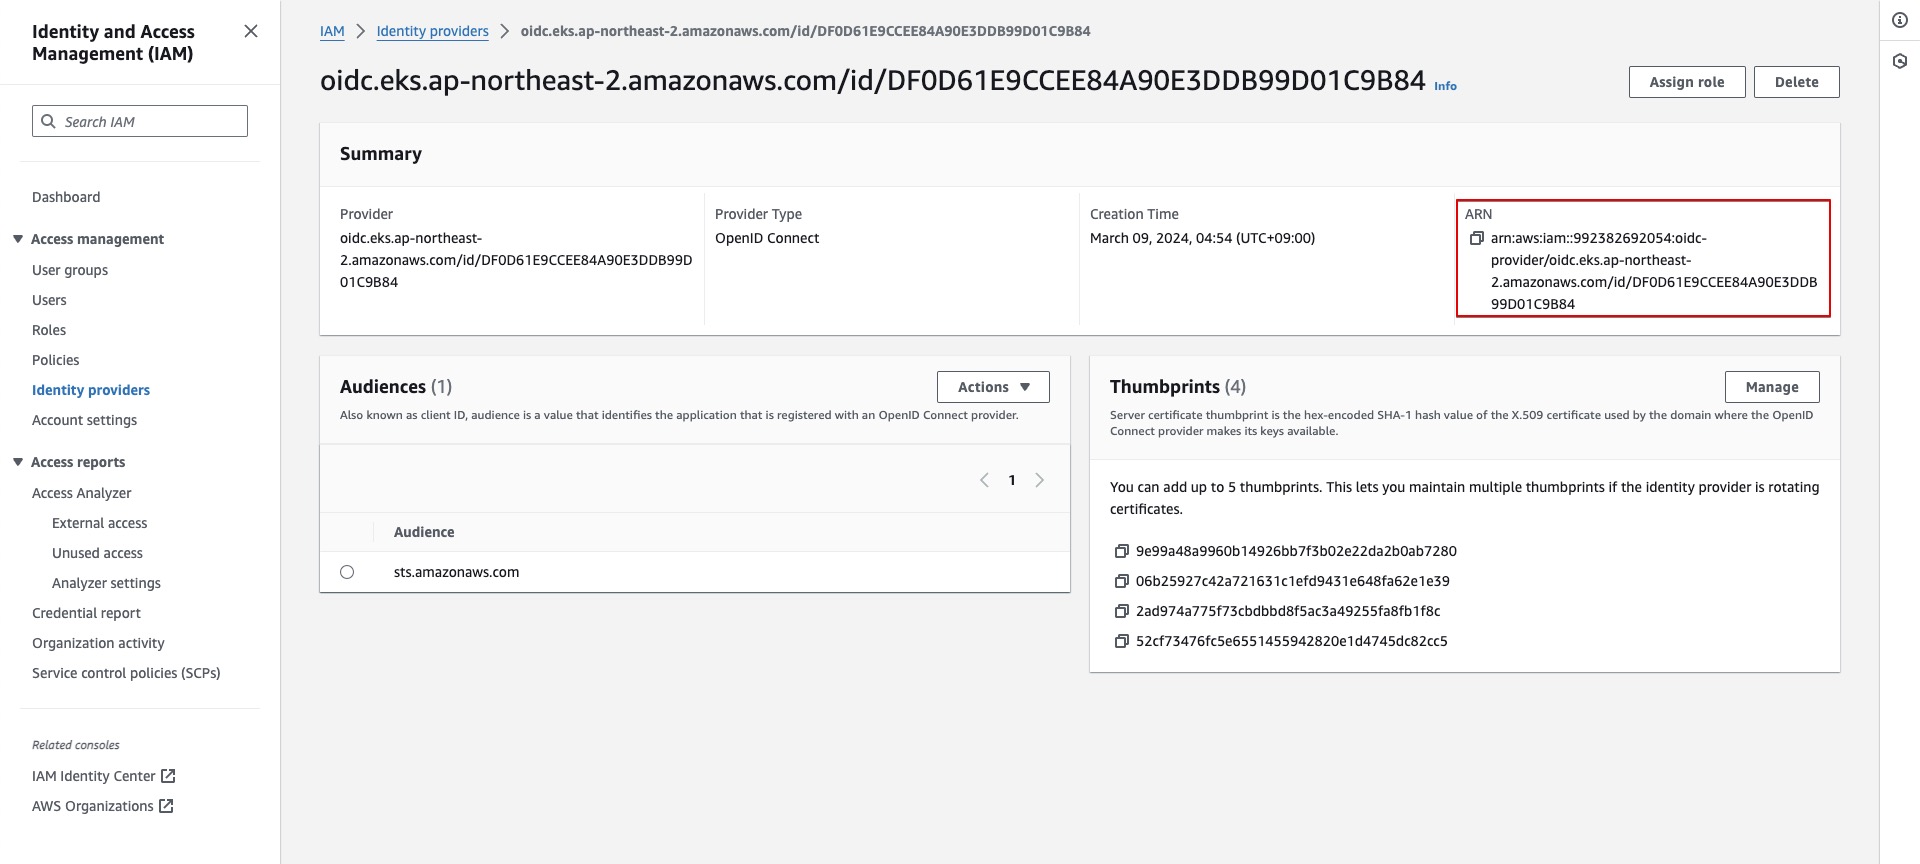 Identity and Access
Management (IAM)
Search IAM
Dashboard
Access management
User groups
Users
Roles
Policies
Identity providers
Account settings
Access reports
Access Analyzer
External access
Unused access
Analyzer settings
Credential report
Organization activity
Service control policies (SCPs)
Related consoles
IAM Identity Center
AWS Organizations
IAM > Identity providers > oidc.eks.ap-northeast-2.amazonaws.com/id/DF0D61E9CCEE84A90E3DDB99D01C9B84
oidc.eks.ap-northeast-2.amazonaws.com/id/DF0D61E9CCEE84A90E3DDB99D01C9B84 Info
Assign role
Delete
Summary
Provider
oidc.eks.ap-northeast-
2.amazonaws.com/id/DF0D61E9CCEE84A90E3DDB99D
01C9B84
Provider Type
OpenID Connect
Creation Time
March 09, 2024, 04:54 (UTC+09:00)
ARN
arn:aws:iam::992382692054:oidc-
provider/oidc.eks.ap-northeast-
2.amazonaws.com/id/DF0D61E9CCEE84A90E3DDB
99D01C9B84
Audiences (1)
Actions
Also known as client ID, audience is a value that identifies the application that is registered with an OpenID Connect provider.
1
Audience
sts.amazonaws.com
Thumbprints (4)
Manage
Server certificate thumbprint is the hex-encoded SHA-1 hash value of the X.509 certificate used by the domain where the OpenID
Connect provider makes its keys available.
You can add up to 5 thumbprints. This lets you maintain multiple thumbprints if the identity provider is rotating
certificates.
9e99a48a9960b14926bb7f3b02e22da2b0ab7280
06b25927c42a721631c1efd9431e648fa62e1e39
2ad974a775f73cbdbbd8f5ac3a49255fa8fb1f8c
52cf73476fc5e6551455942820e1d4745dc82cc5